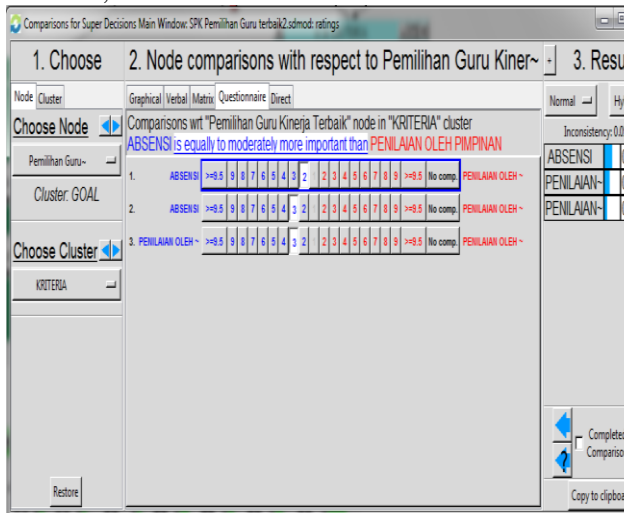 Comparisons for Super Decisions Main Window: SPK Pemilihan Guru terbaik2.sdmod: ratings
1. Choose
2. Node comparisons with respect to Pemilihan Guru Kiner~
+
3. Resu
Node Cluster
Graphical Verbal Matrix Questionnaire Direct
Normal
Hy
Choose Node
Comparisons wrt "Pemilihan Guru Kinerja Terbaik" node in "KRITERIA" cluster
ABSENSI is equally to moderately more important than PENILAIAN OLEH PIMPINAN
Inconsistency: 0.0
Pemilihan Guru~
Cluster: GOAL
1. ABSENSI >=9.5 9 8 7 6 5 4 3 2 2 3 4 5 6 7 8 9 >=9.5 No comp. PENILAIAN OLEH ~
2. ABSENSI >=9.5 9 8 7 6 5 4 3 2 2 3 4 5 6 7 8 9 >=9.5 No comp. PENILAIAN OLEH ~
3. PENILAIAN OLEH ~ >=9.5 9 8 7 6 5 4 3 2 2 3 4 5 6 7 8 9 >=9.5 No comp. PENILAIAN OLEH ~
ABSENSI
PENILAIAN~
PENILAIAN~
Choose Cluster
KRITERIA
Restore
Completed
Compariso
?
Copy to clipboa